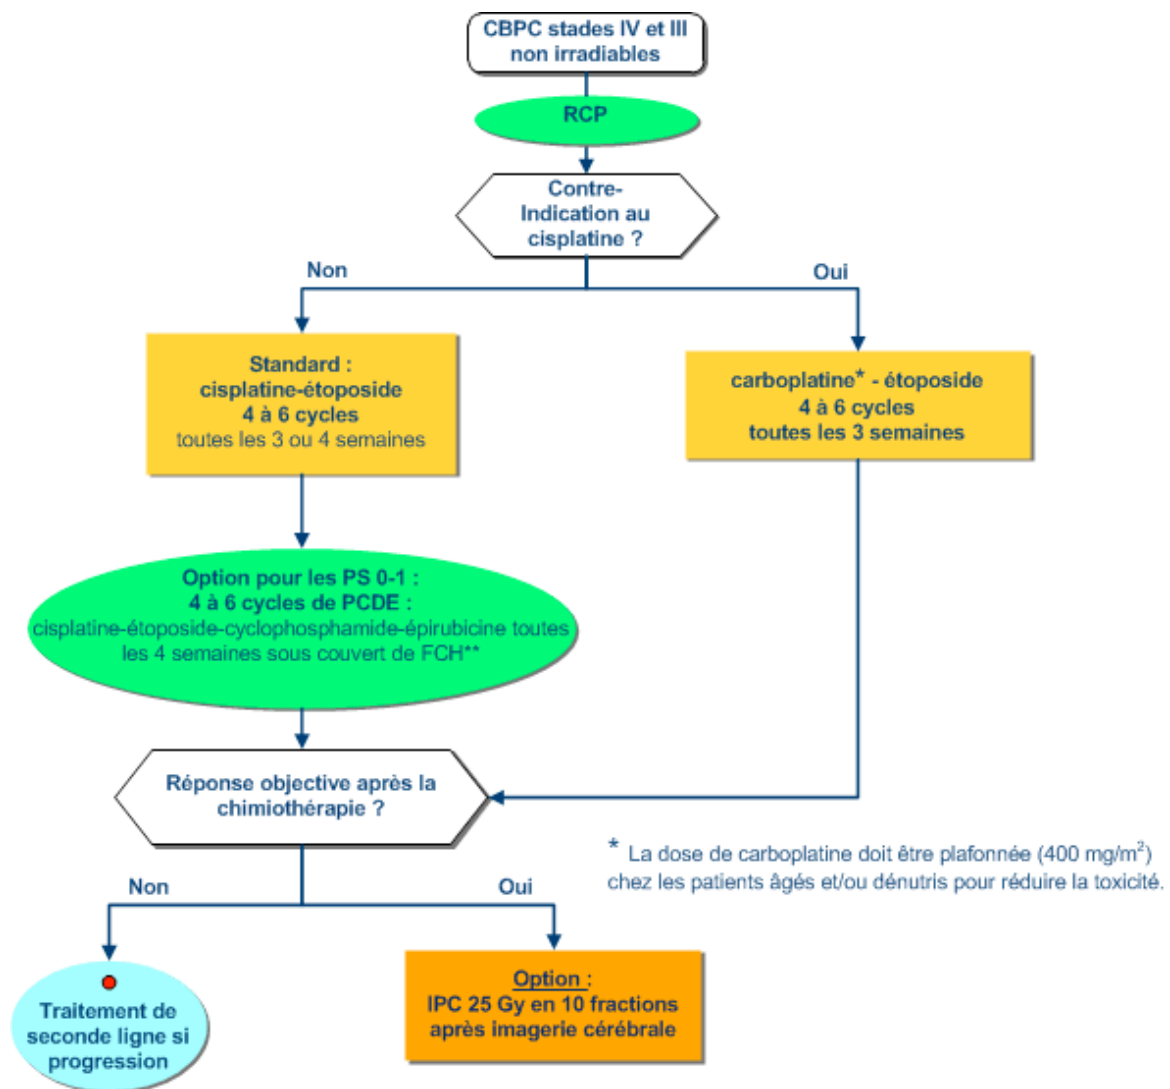 CBPC stades IV et III
non irradiables
RCP
Contre-
Indication au
cisplatine ?
Non
Oui
Standard :
cisplatine-étoposide
4 à 6 cycles
toutes les 3 ou 4 semaines
carboplatine* - étoposide
4 à 6 cycles
toutes les 3 semaines
Option pour les PS 0-1 :
4 à 6 cycles de PCDE :
cisplatine-étoposide-cyclophosphamide-épirubicine toutes
les 4 semaines sous couvert de FCH**
Réponse objective après la
chimiothérapie ?
* La dose de carboplatine doit être plafonnée (400 mg/m²)
chez les patients âgés et/ou dénutris pour réduire la toxicité.
Non
Oui
Traitement de
seconde ligne si
progression
Option :
IPC 25 Gy en 10 fractions
après imagerie cérébrale